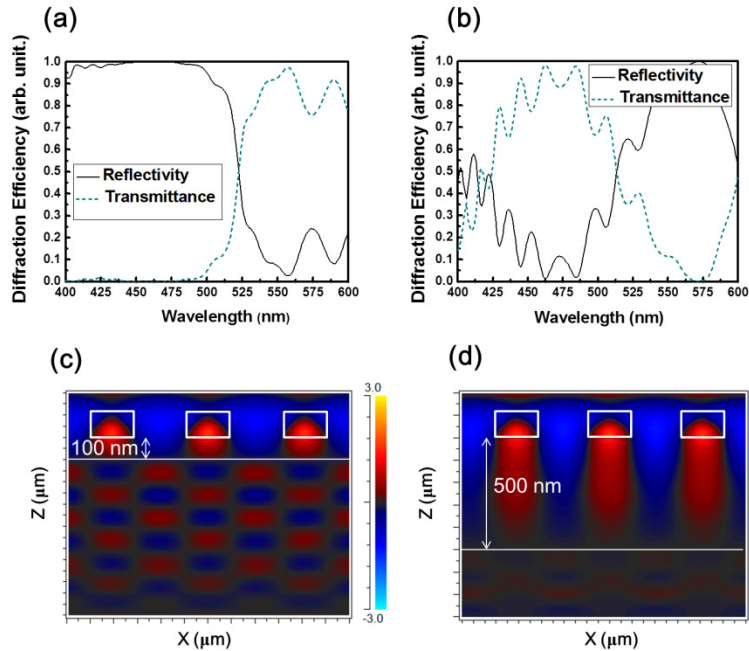 (a)
Diffraction Efficiency (arb. unit.)
1.0
0.9
0.8
0.7
0.6
0.5
0.4
0.3
0.2
0.1
0.0
Reflectivity
Transmittance
400 425 450 475 500 525 550 575 600
Wavelength (nm)
(b)
Diffraction Efficiency (arb. unit.)
1.0
0.9
0.8
0.7
0.6
0.5
0.4
0.3
0.2
0.1
0.0
Reflectivity
Transmittance
400 425 450 475 500 525 550 575 600
Wavelength (nm)
(c)
Z (μm)
100 nm
X (μm)
3.0
-3.0
(d)
Z (μm)
500 nm
X (μm)